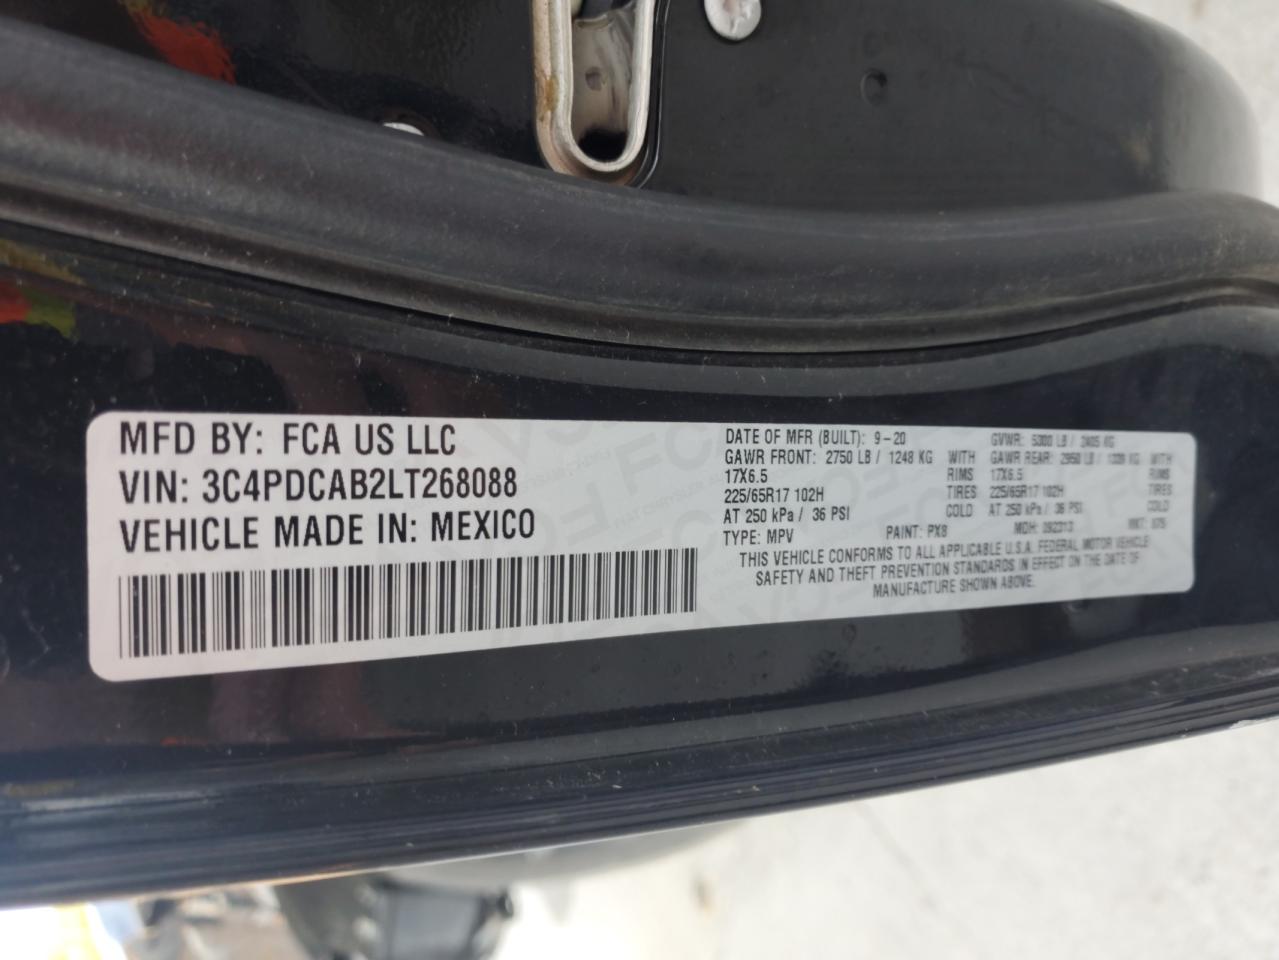 MFD BY: FCA US LLC
VIN: 3C4PDCAB2LT268088
VEHICLE MADE IN: MEXICO
DATE OF MFR (BUILT): 9-20 GVWR: 5300 LB / 2405 KG
GAWR FRONT: 2750 LB / 1248 KG WITH GAWR REAR: 2950 LB / 1339 KG WITH
17X6.5 RIMS 17X6.5 RIMS
225/65R17 102H TIRES 225/65R17 102H TIRES
AT 250 kPa / 36 PSI COLD AT 250 kPa / 36 PSI COLD
TYPE: MPV PAINT: PX8 MDH: 092313 MKT:
THIS VEHICLE CONFORMS TO ALL APPLICABLE U.S.A. FEDERAL MOTOR VEHICLE
SAFETY AND THEFT PREVENTION STANDARDS IN EFFECT ON THE DATE OF
MANUFACTURE SHOWN ABOVE.